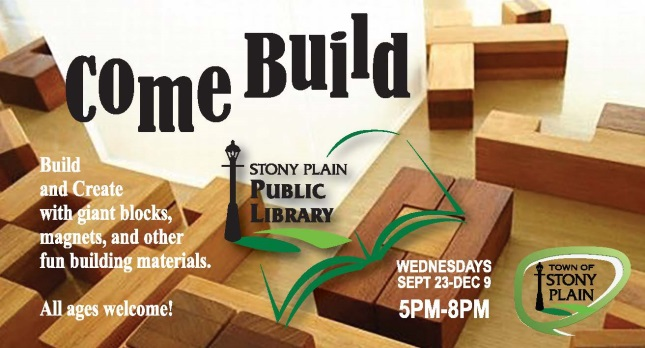 Come Build
Build
and Create
with giant blocks,
magnets, and other
fun building materials.
All ages welcome!
STONY PLAIN
PUBLIC
LIBRARY
WEDNESDAYS
SEPT 23-DEC 9
5PM-8PM
TOWN OF
STONY
PLAIN